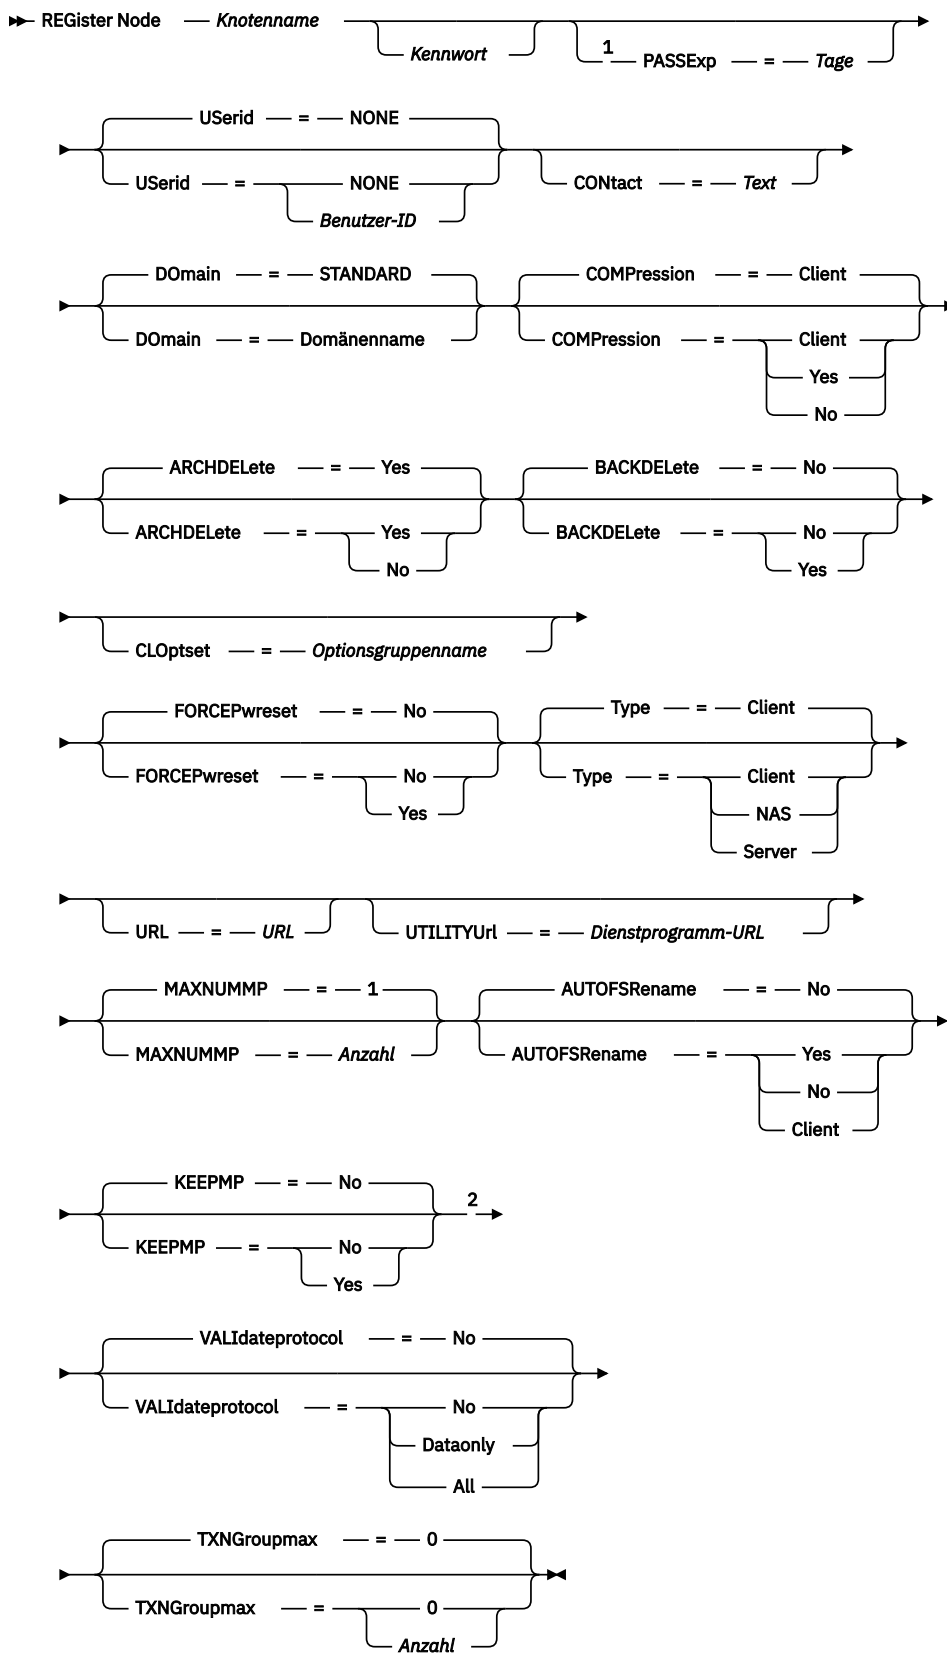 REGister Node Knotenname
Kennwort
1 PASSExp = Tage
USerid = NONE
USerid = NONE
Benutzer-ID
CONtact = Text
DOmain = STANDARD
DOmain = Domänenname
COMPression = Client
COMPression = Client
Yes
No
ARCHDELete = Yes
ARCHDELete = Yes
No
BACKDELete = No
BACKDELete = No
Yes
CLOptset = Optionsgruppenname
FORCEPwreset = No
FORCEPwreset = No
Yes
Type = Client
Type = Client
NAS
Server
URL = URL
UTILITYUrl = Dienstprogramm-URL
MAXNUMMP = 1
MAXNUMMP = Anzahl
AUTOFSRename = No
AUTOFSRename = Yes
No
Client
KEEPMP = No
KEEPMP = No
Yes
2
VALIdateprotocol = No
VALIdateprotocol = No
Dataonly
All
TXNGroupmax = 0
TXNGroupmax = 0
Anzahl